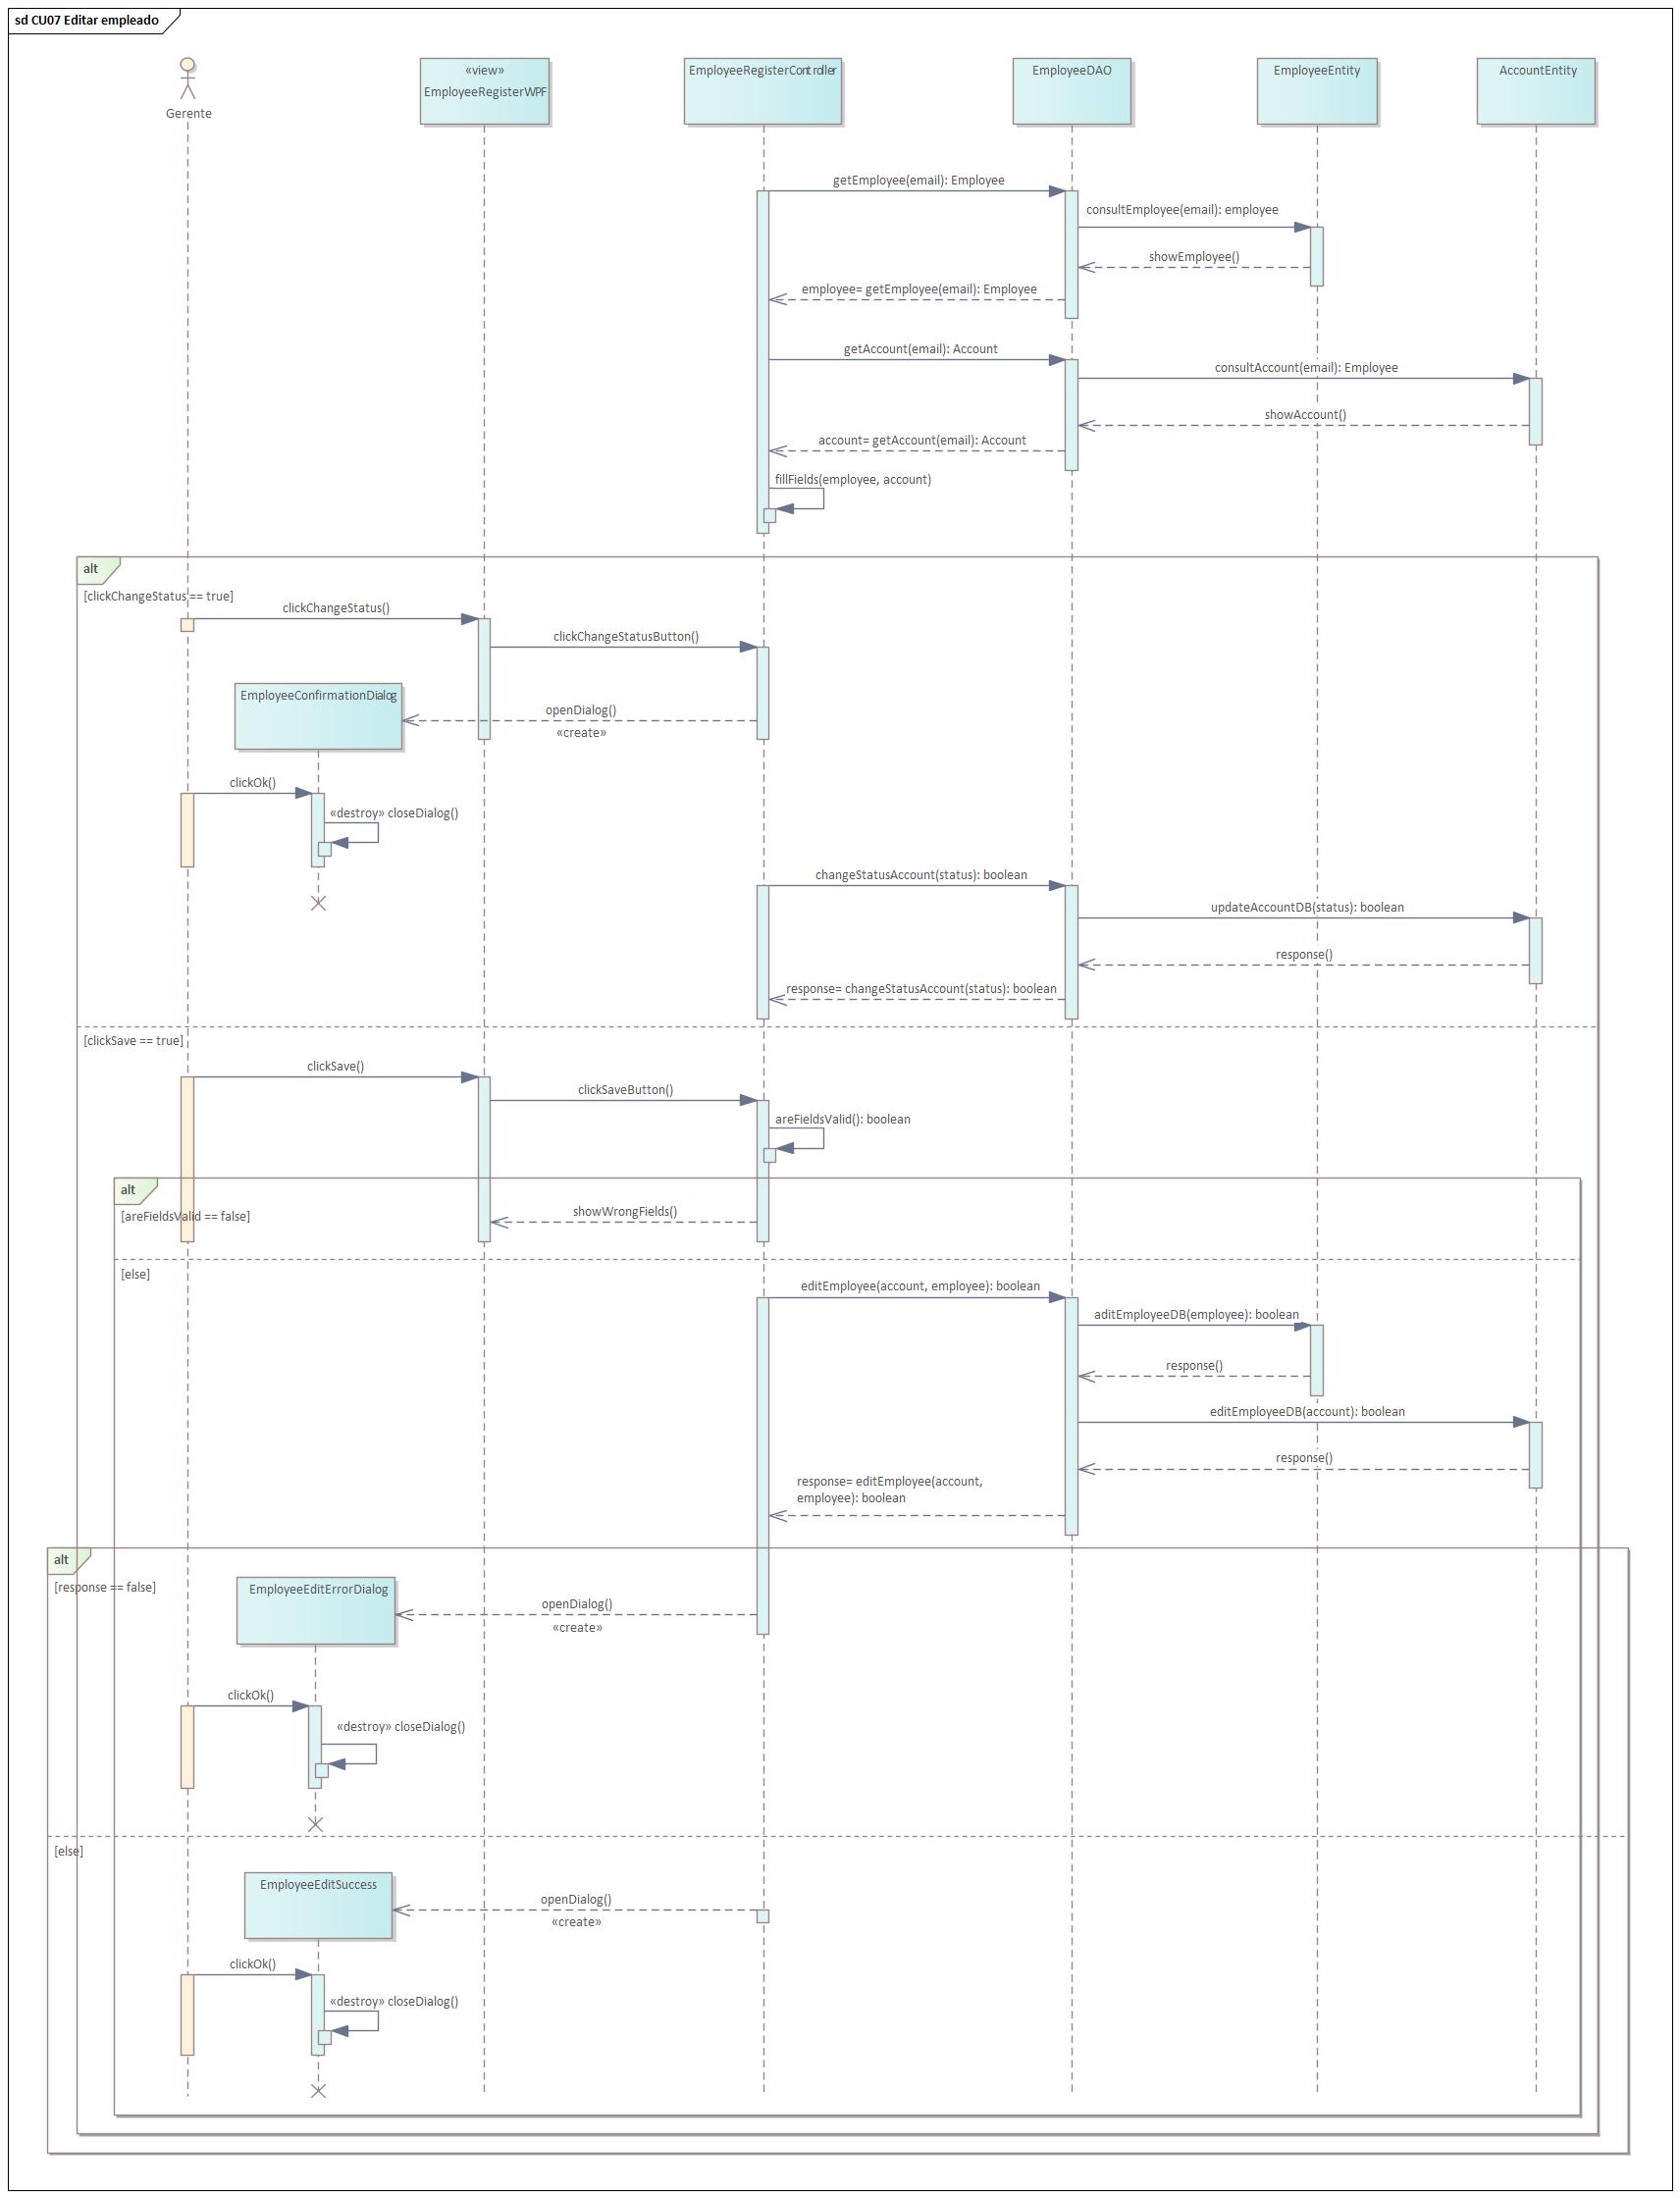 sd CU07 Editar empleado
Gerente
«view»
EmployeeRegisterWPF
EmployeeRegisterController
EmployeeDAO
EmployeeEntity
AccountEntity
getEmployee(email): Employee
consultEmployee(email): employee
showEmployee()
employee= getEmployee(email): Employee
getAccount(email): Account
consultAccount(email): Employee
showAccount()
account= getAccount(email): Account
fillFields(employee, account)
alt
[clickChangeStatus == true]
clickChangeStatus()
clickChangeStatusButton()
EmployeeConfirmationDialog
openDialog()
«create»
clickOk()
«destroy» closeDialog()
changeStatusAccount(status): boolean
updateAccountDB(status): boolean
response()
response= changeStatusAccount(status): boolean
[clickSave == true]
clickSave()
clickSaveButton()
areFieldsValid(): boolean
alt
[areFieldsValid == false]
showWrongFields()
[else]
editEmployee(account, employee): boolean
aditEmployeeDB(employee): boolean
response()
editEmployeeDB(account): boolean
response()
response= editEmployee(account,
employee): boolean
alt
[response == false]
EmployeeEditErrorDialog
openDialog()
«create»
clickOk()
«destroy» closeDialog()
[else]
EmployeeEditSuccess
openDialog()
«create»
clickOk()
«destroy» closeDialog()